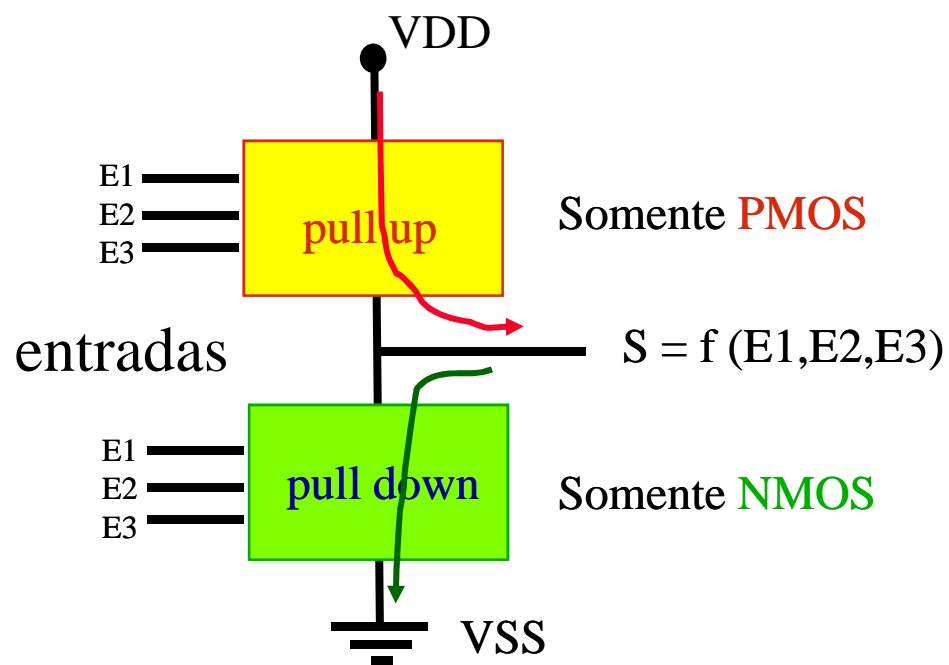 VDD
E1
E2
E3
pull up
Somente PMOS
entradas
S = f (E1,E2,E3)
E1
E2
E3
pull down
Somente NMOS
VSS